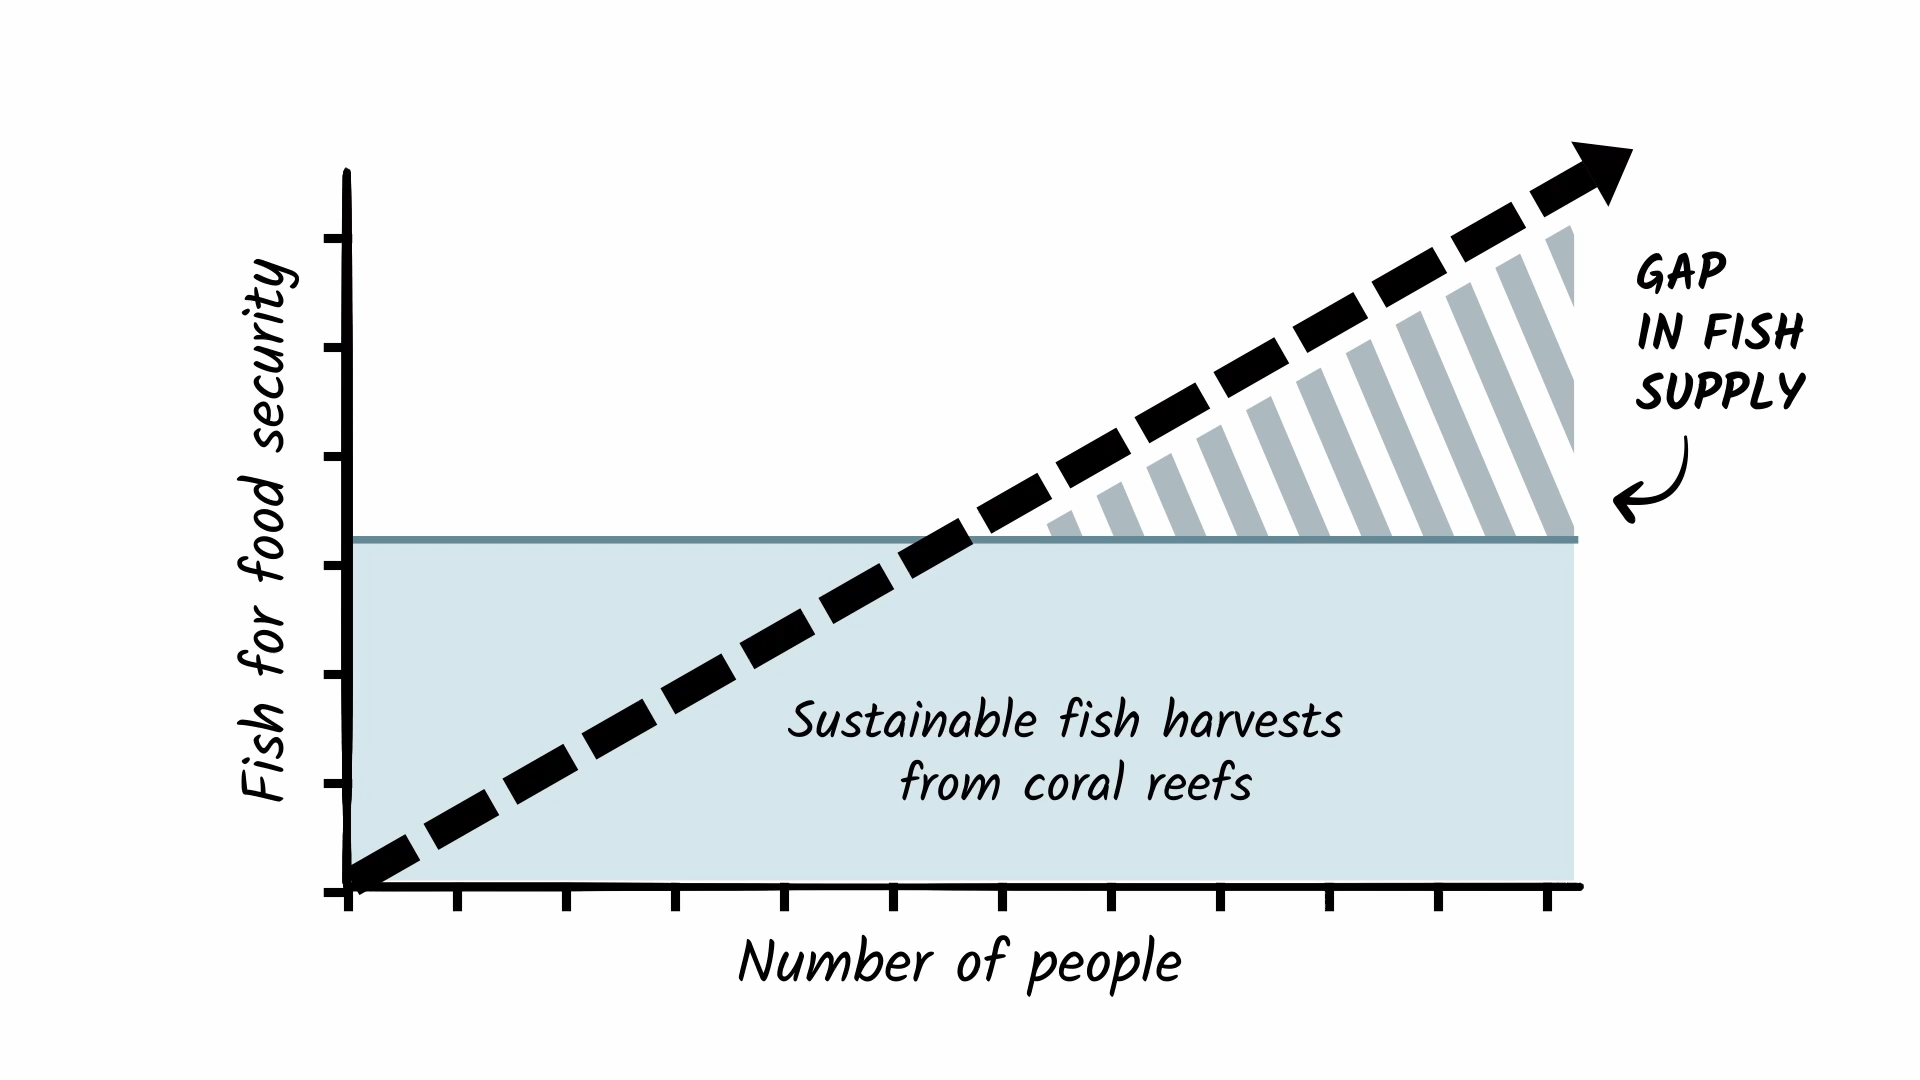 Fish for food security
GAP
IN FISH
SUPPLY
Sustainable fish harvests
from coral reefs
Number of people